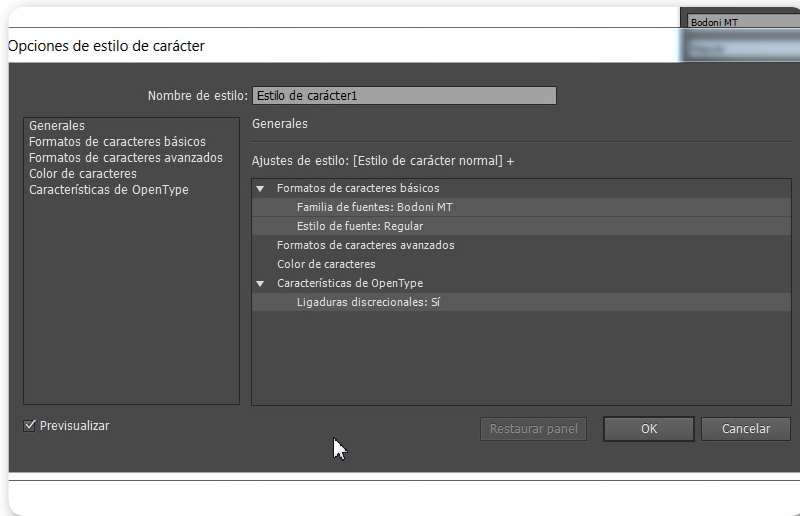 Bodoni MT
Opciones de estilo de carácter
Nombre de estilo: Estilo de carácter1
Generales
Formatos de caracteres básicos
Formatos de caracteres avanzados
Color de caracteres
Características de OpenType
Generales
Ajustes de estilo: [Estilo de carácter normal] +
Formatos de caracteres básicos
Familia de fuentes: Bodoni MT
Estilo de fuente: Regular
Formatos de caracteres avanzados
Color de caracteres
Características de OpenType
Ligaduras discrecionales: Sí
Previsualizar
Restaurar panel
OK
Cancelar